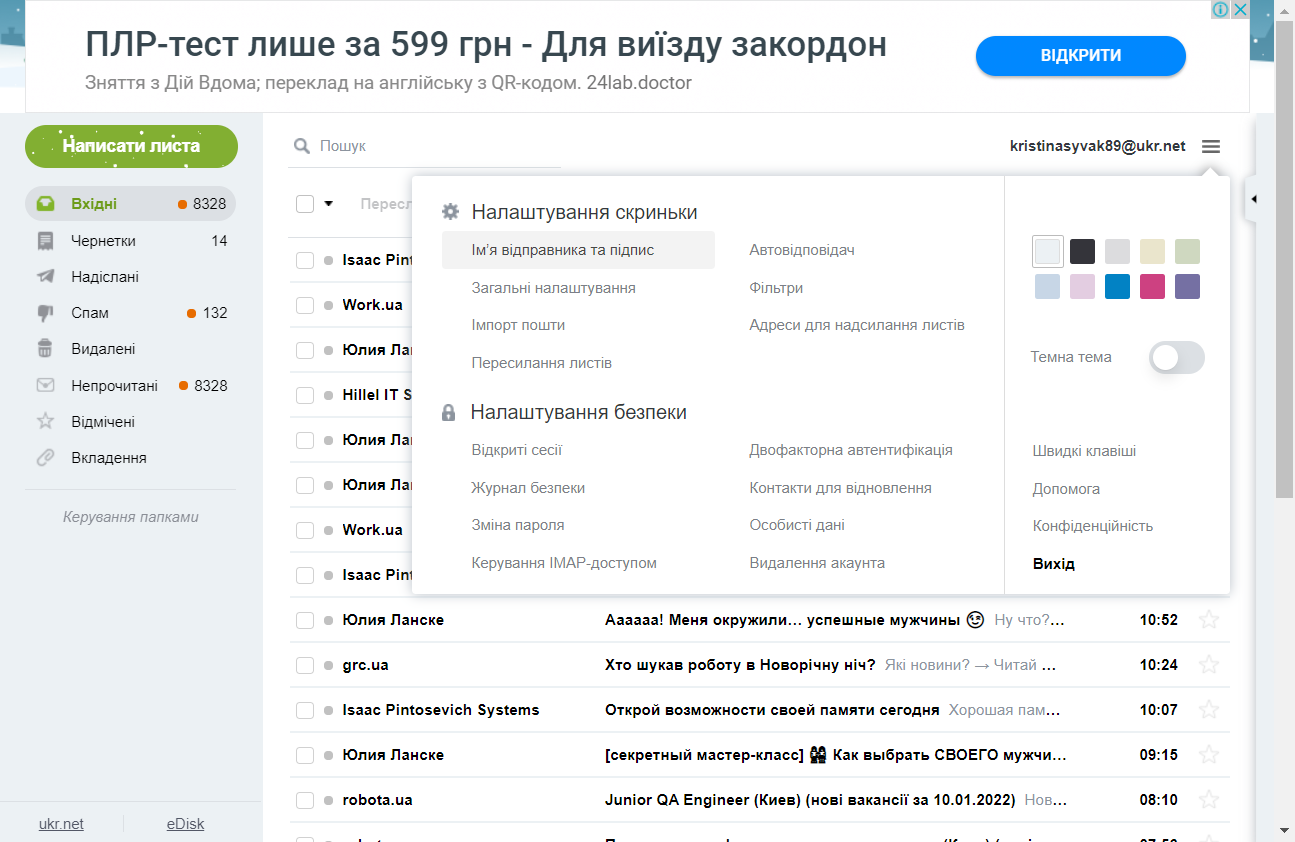 ПЛР-тест лише за 599 грн - Для виїзду закордон
Зняття з Дій Вдома; переклад на англійську з QR-кодом. 24lab.doctor
ВІДКРИТИ
Написати листа
Вхідні 8328
Чернетки 14
Надіслані
Спам 132
Видалені
Непрочитані 8328
Відмічені
Вкладення
Керування папками
ukr.net eDisk
Пошук
kristinasyvak89@ukr.net
Пересл
Налаштування скриньки
Ім’я відправника та підпис
Автовідповідач
Загальні налаштування
Фільтри
Імпорт пошти
Адреси для надсилання листів
Пересилання листів
Налаштування безпеки
Відкриті сесії
Двофакторна автентифікація
Журнал безпеки
Контакти для відновлення
Зміна пароля
Особисті дані
Керування IMAP-доступом
Видалення акаунта
Темна тема
Швидкі клавіші
Допомога
Конфіденційність
Вихід
Isaac Pint
Work.ua
Юлия Лан
Hillel IT S
Юлия Лан
Юлия Лан
Work.ua
Isaac Pint
Юлия Ланске Аааааа! Меня окружили... успешные мужчины 😉 Ну что?... 10:52
grc.ua Хто шукав роботу в Новорічну ніч? Які новини? → Читай ... 10:24
Isaac Pintosevich Systems Открой возможности своей памяти сегодня Хорошая пам... 10:07
Юлия Ланске [секретный мастер-класс] Как выбрать СВОЕГО мужчи... 09:15
robota.ua Junior QA Engineer (Киев) (нові вакансії за 10.01.2022) Нов... 08:10